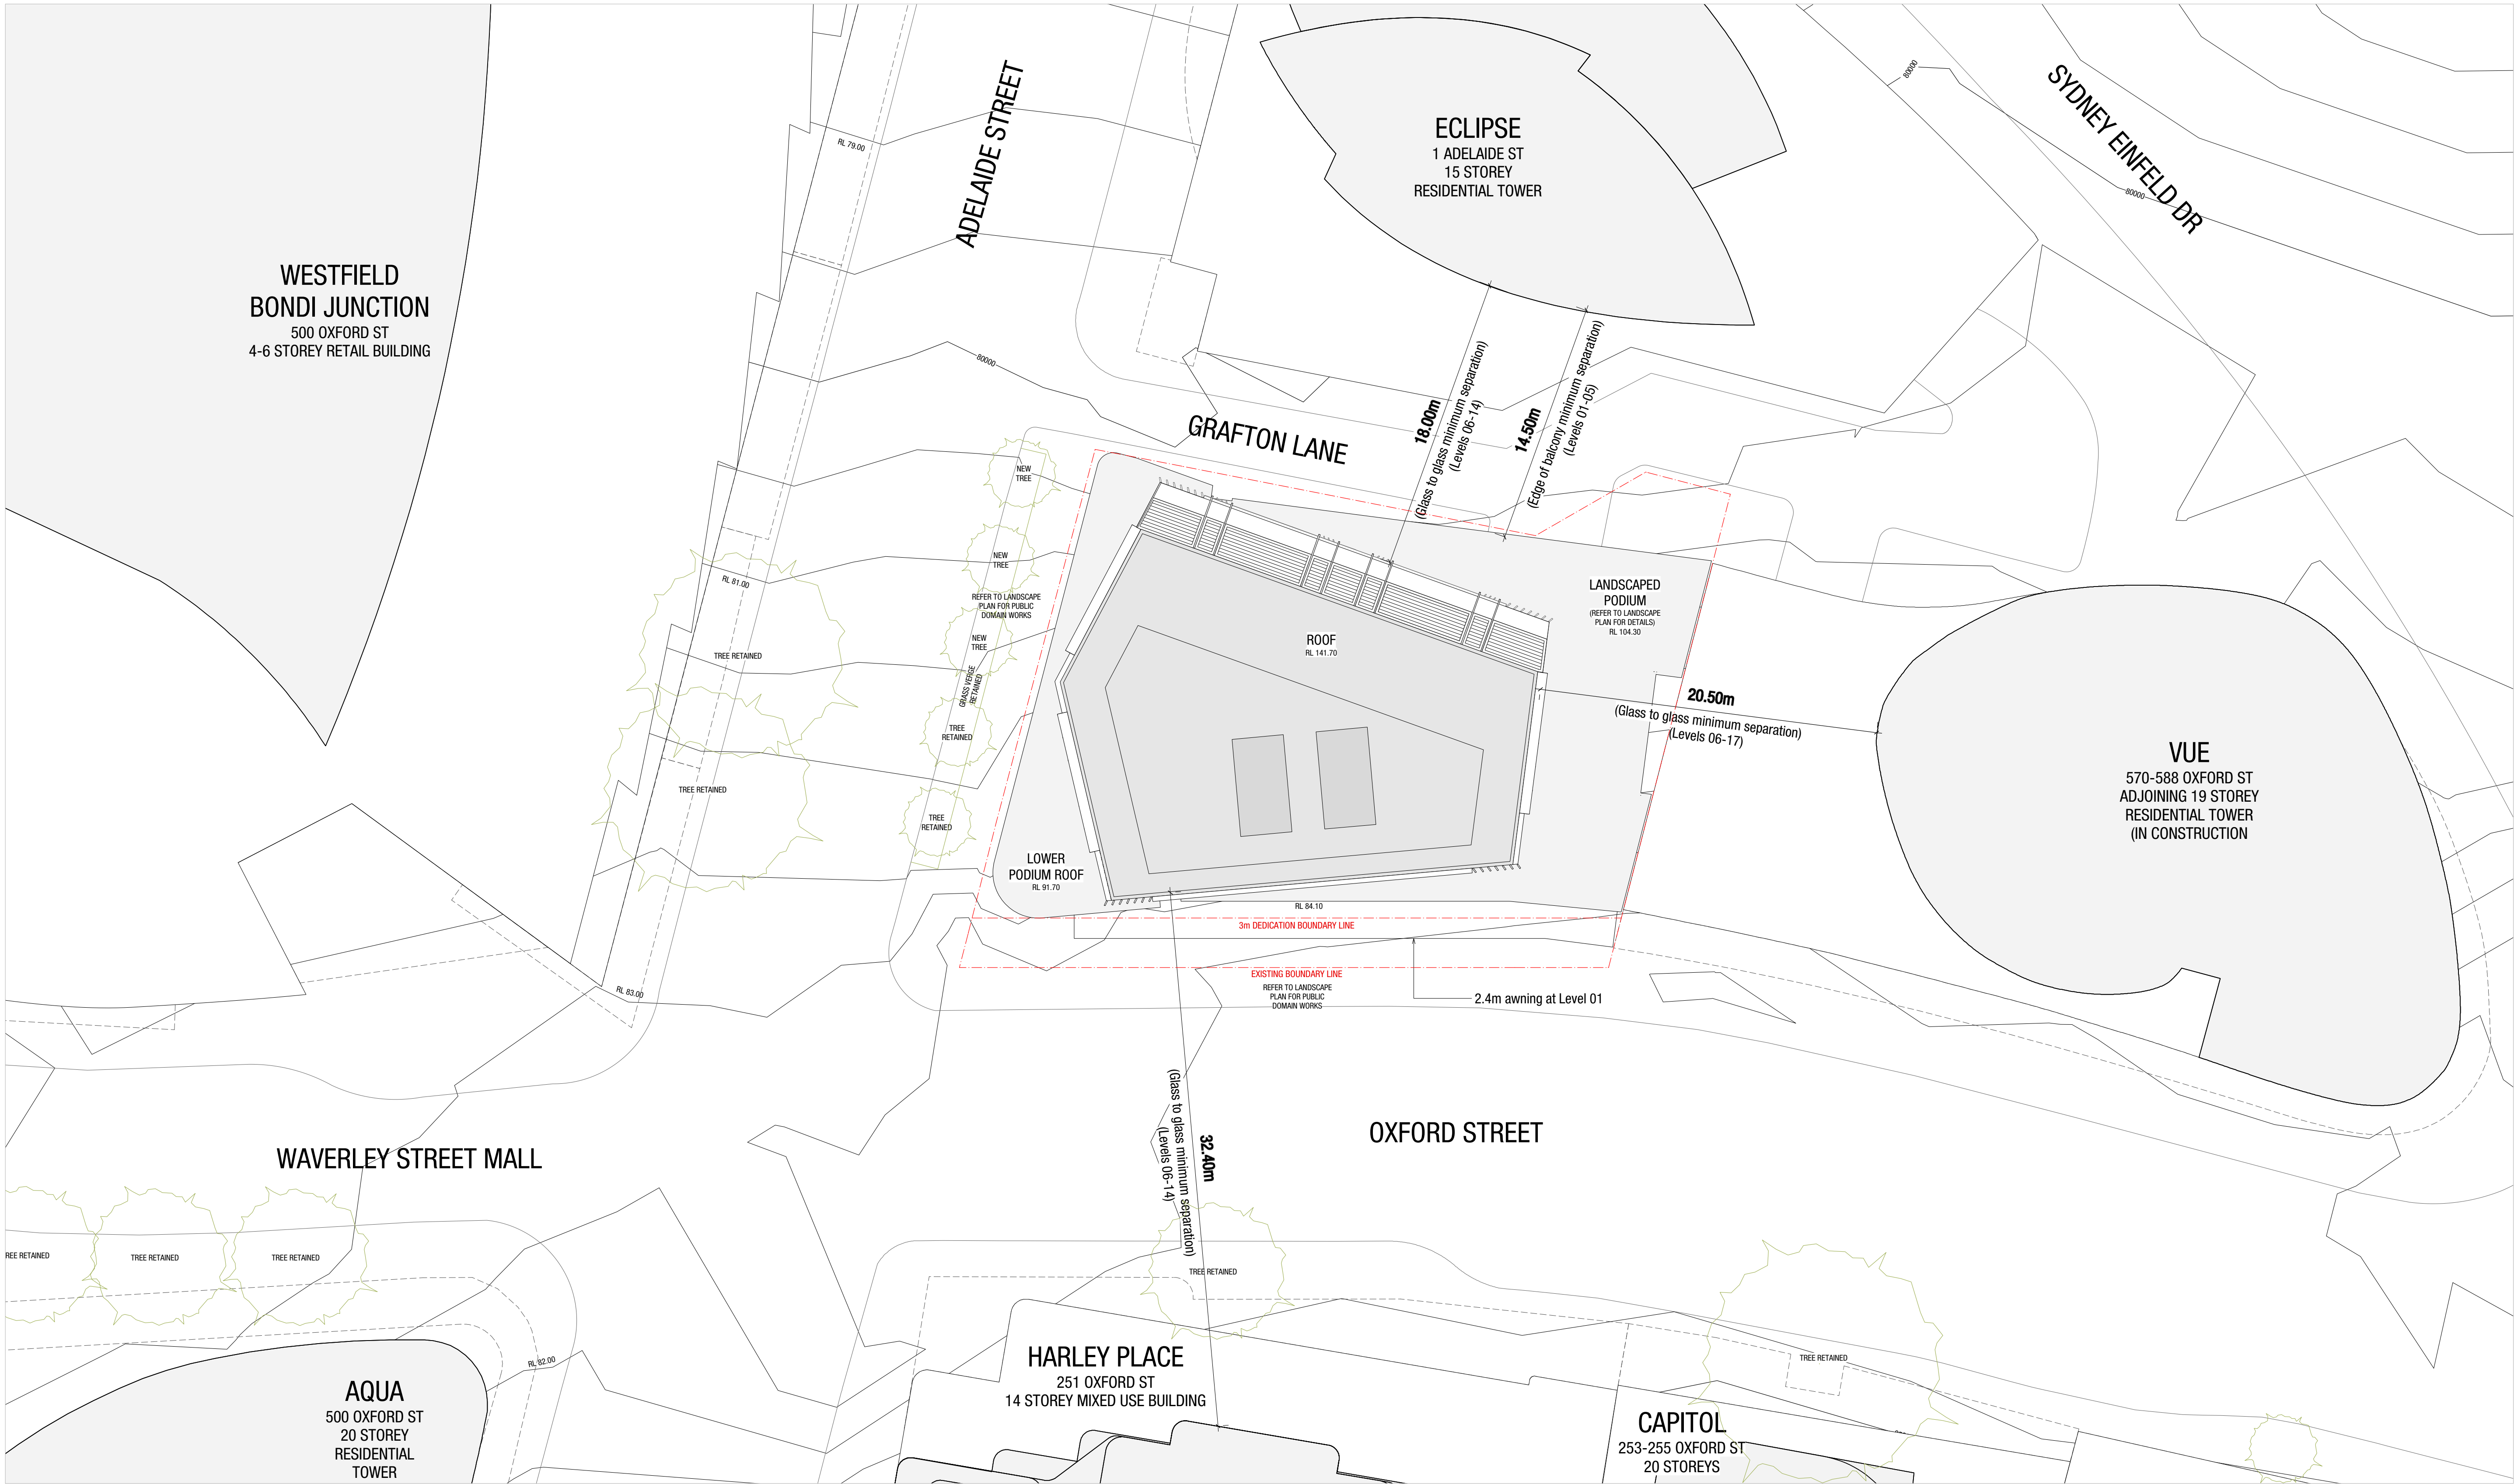 ECLIPSE
1 ADELAIDE ST
15 STOREY
RESIDENTIAL TOWER
SYDNEY EINFELD DR
80000
80000
ADELAIDE STREET
RL 79.00
WESTFIELD
BONDI JUNCTION
500 OXFORD ST
4-6 STOREY RETAIL BUILDING
80000
GRAFTON LANE
18.00m
(Glass to glass minimum separation)
(Levels 06-14)
14.50m
(Edge of balcony minimum separation)
(Levels 01-05)
NEW
TREE
NEW
TREE
REFER TO LANDSCAPE
PLAN FOR PUBLIC
DOMAIN WORKS
NEW
TREE
GRASS VERGE
RETAINED
TREE
RETAINED
TREE
RETAINED
RL 81.00
TREE RETAINED
TREE RETAINED
ROOF
RL 141.70
LANDSCAPED
PODIUM
(REFER TO LANDSCAPE
PLAN FOR DETAILS)
RL 104.30
20.50m
(Glass to glass minimum separation)
(Levels 06-17)
VUE
570-588 OXFORD ST
ADJOINING 19 STOREY
RESIDENTIAL TOWER
(IN CONSTRUCTION
LOWER
PODIUM ROOF
RL 91.70
RL 84.10
3m DEDICATION BOUNDARY LINE
EXISTING BOUNDARY LINE
REFER TO LANDSCAPE
PLAN FOR PUBLIC
DOMAIN WORKS
2.4m awning at Level 01
RL 83.00
32.40m
(Glass to glass minimum separation)
(Levels 06-14)
OXFORD STREET
WAVERLEY STREET MALL
REE RETAINED
TREE RETAINED
TREE RETAINED
TREE RETAINED
TREE RETAINED
RL 82.00
AQUA
500 OXFORD ST
20 STOREY
RESIDENTIAL
TOWER
HARLEY PLACE
251 OXFORD ST
14 STOREY MIXED USE BUILDING
CAPITOL
253-255 OXFORD ST
20 STOREYS